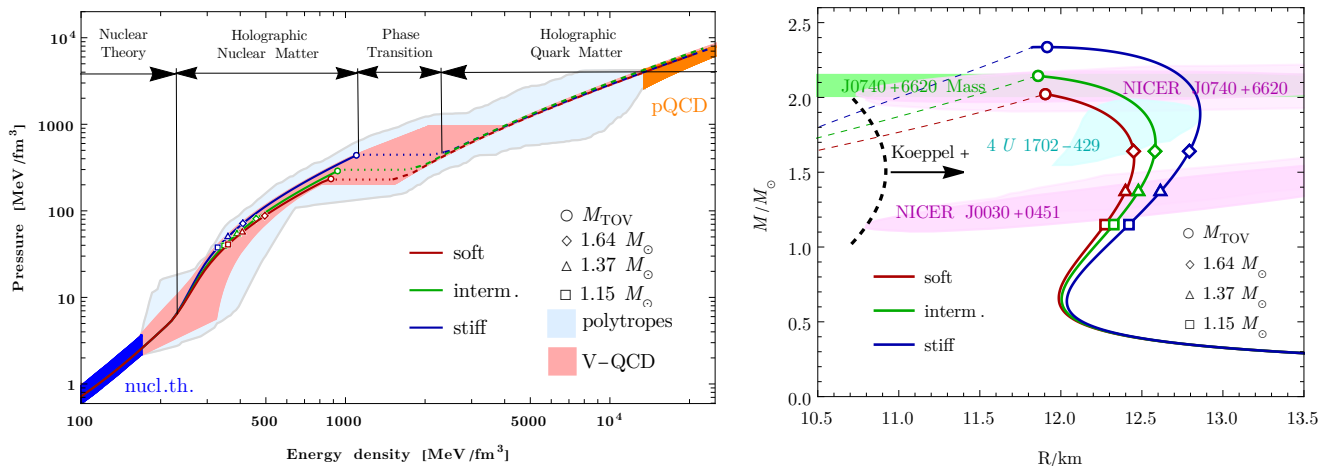 Nuclear
Theory
Holographic
Nuclear Matter
Phase
Transition
Holographic
Quark Matter
10^4
1000
100
10
1
Pressure [MeV/fm^3]
pQCD
nucl.th.
soft
interm.
stiff
M_TOV
1.64 M_⊙
1.37 M_⊙
1.15 M_⊙
polytropes
V-QCD
100
500
1000
5000
10^4
Energy density [MeV/fm^3]
2.5
2.0
1.5
1.0
0.5
0.0
M/M_⊙
J0740+6620 Mass
NICER J0740+6620
4 U 1702-429
Koeppel +
NICER J0030+0451
soft
interm.
stiff
M_TOV
1.64 M_⊙
1.37 M_⊙
1.15 M_⊙
10.5
11.0
11.5
12.0
12.5
13.0
13.5
R/km